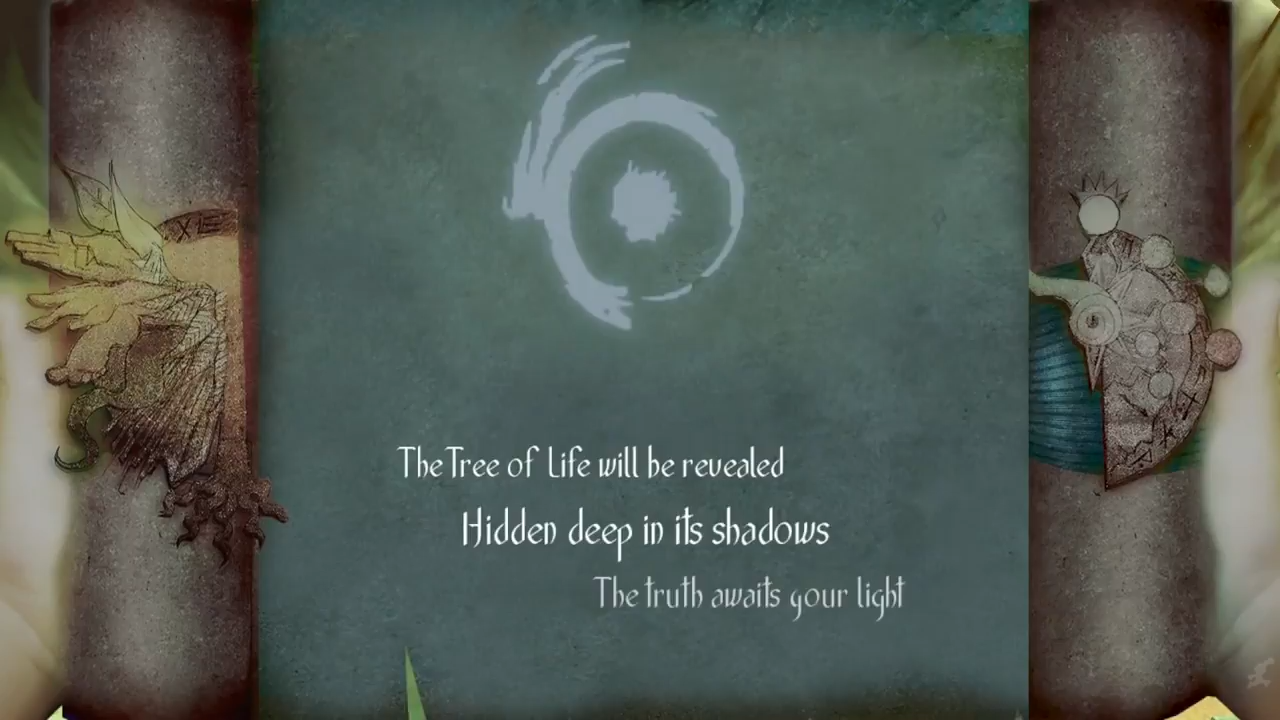 The Tree of Life will be revealed
Hidden deep in its shadows
The truth awaits your light